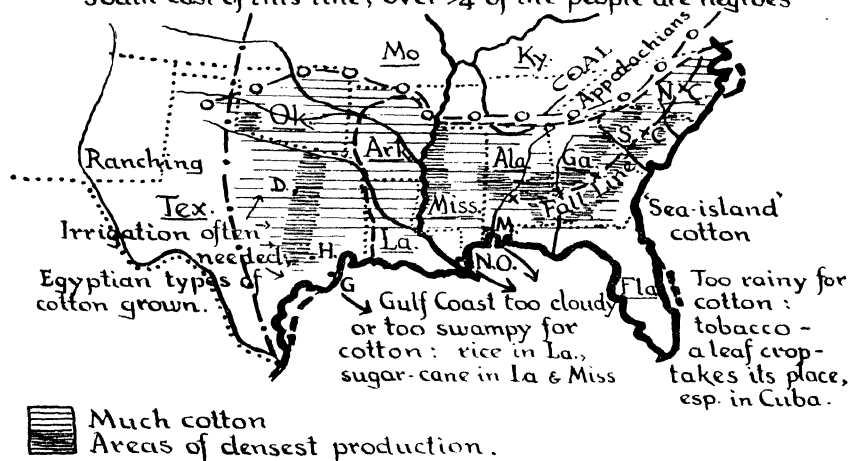 South east of this line, over ¾ of the people are negroes
Mo
Ky.
COAL
Appalachians
Ok
Ark
N.C.
S.C.
Ranching
Ala
Ga
D.
Miss.
Fall Line
Tex.
'Sea-island'
cotton
Irrigation often
needed.
La.
M.
H.
N.O.
Egyptian types of
cotton grown.
G
Fla
Gulf Coast too cloudy
or too swampy for
cotton: rice in La.,
sugar-cane in La & Miss
Too rainy for
cotton:
tobacco -
a leaf crop -
takes its place,
esp. in Cuba.
Much cotton
Areas of densest production.